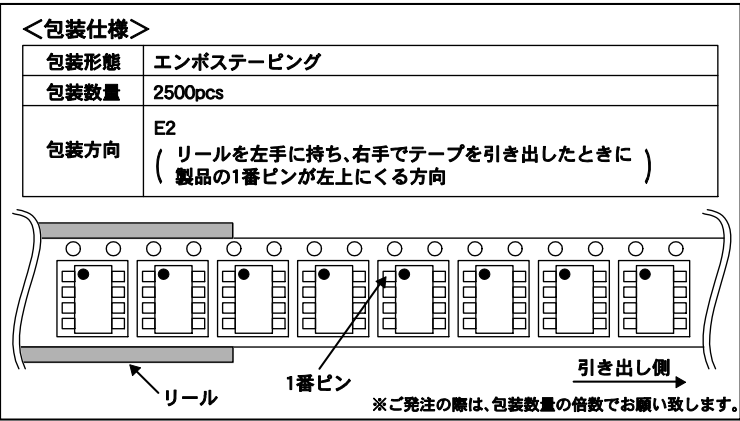 ＜包装仕様＞
包装形態 エンボステーピング
包装数量 2500pcs
包装方向 E2
( リールを左手に持ち、右手でテープを引き出したときに
製品の1番ピンが左上にくる方向 )
リール
1番ピン
引き出し側
※ご発注の際は、包装数量の倍数でお願い致します。